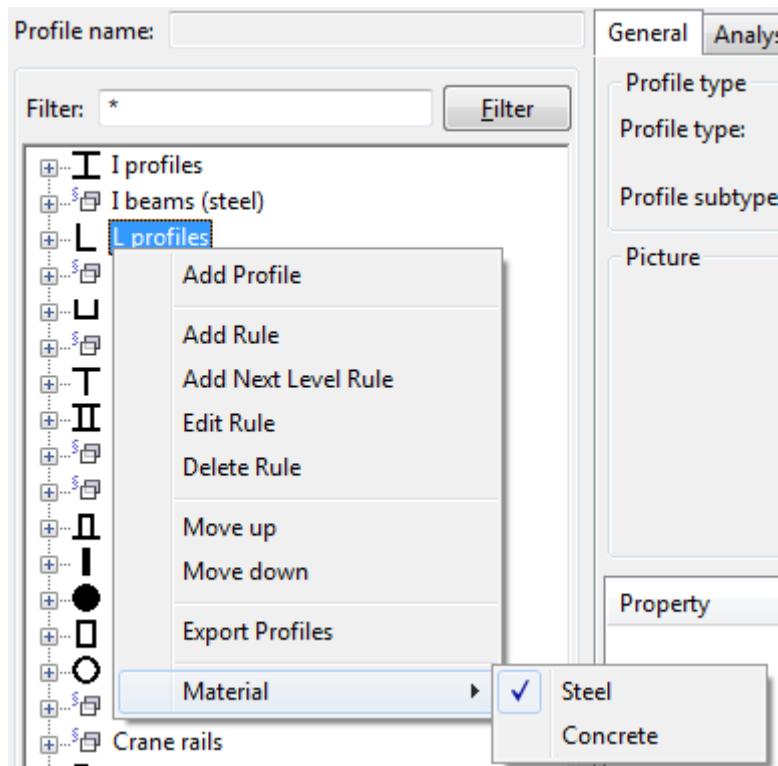 Profile name:
General Analys
Profile type
Filter: * Filter
Profile type:
I profiles
I beams (steel)
Profile subtype
L profiles
Picture
Add Profile
Add Rule
Add Next Level Rule
Edit Rule
Delete Rule
Move up
Move down
Property
Export Profiles
Material
Steel
Crane rails
Concrete